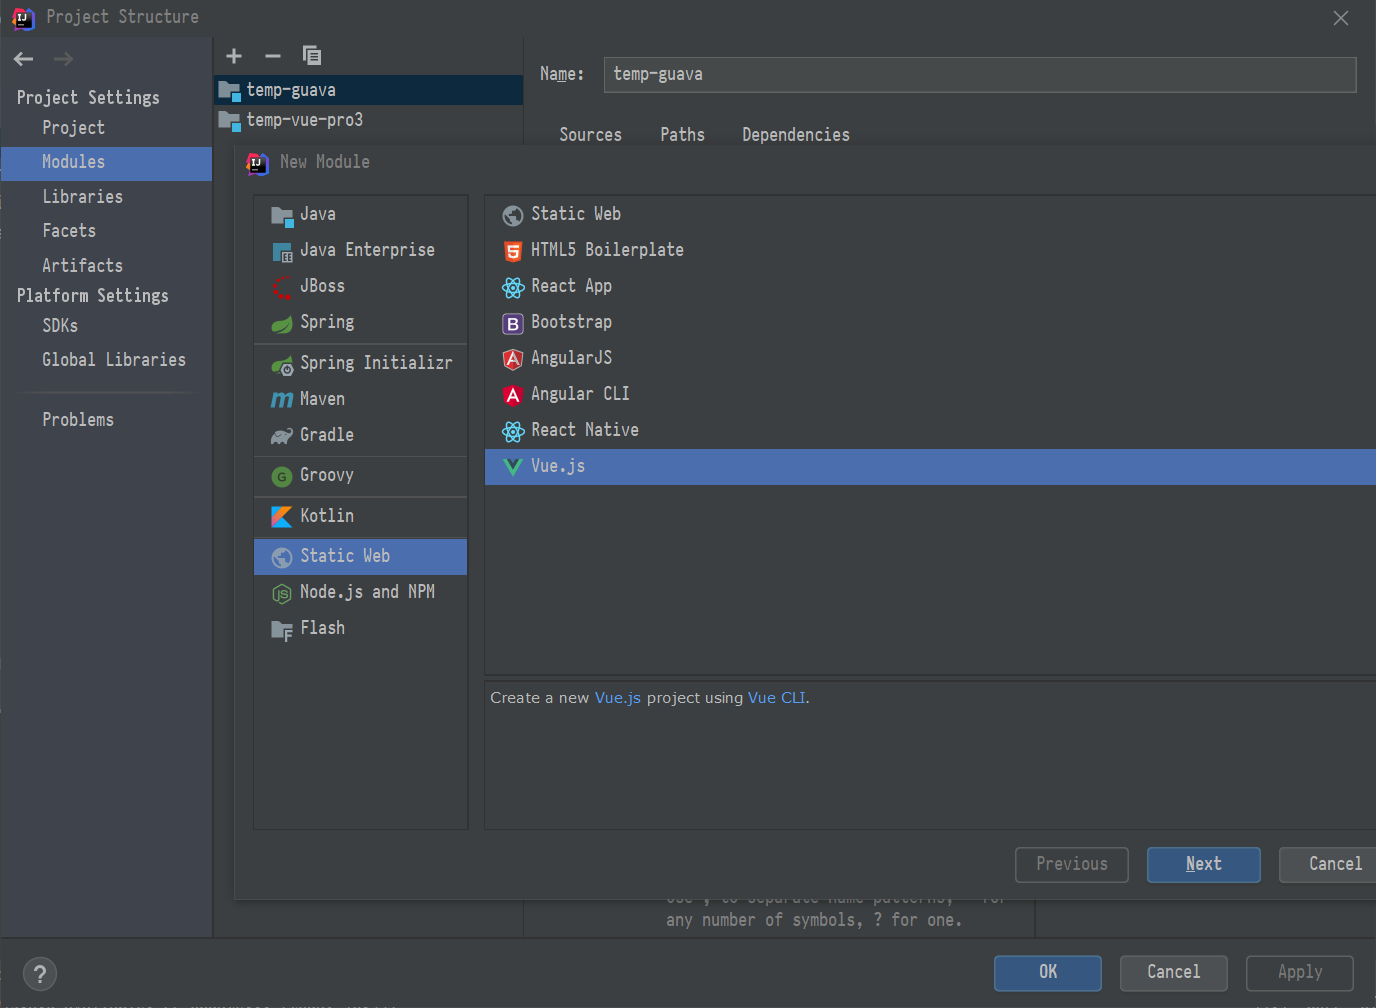 Project Structure
Project Settings
Project
Modules
Libraries
Facets
Artifacts
Platform Settings
SDKs
Global Libraries
Problems
temp-guava
temp-vue-pro3
Name:
temp-guava
Sources
Paths
Dependencies
New Module
Java
Java Enterprise
JBoss
Spring
Spring Initializr
Maven
Gradle
Groovy
Kotlin
Static Web
Node.js and NPM
Flash
Static Web
HTML5 Boilerplate
React App
Bootstrap
AngularJS
Angular CLI
React Native
Vue.js
Create a new Vue.js project using Vue CLI.
Previous
Next
Cancel
any number of symbols, ? for one.
?
OK
Cancel
Apply